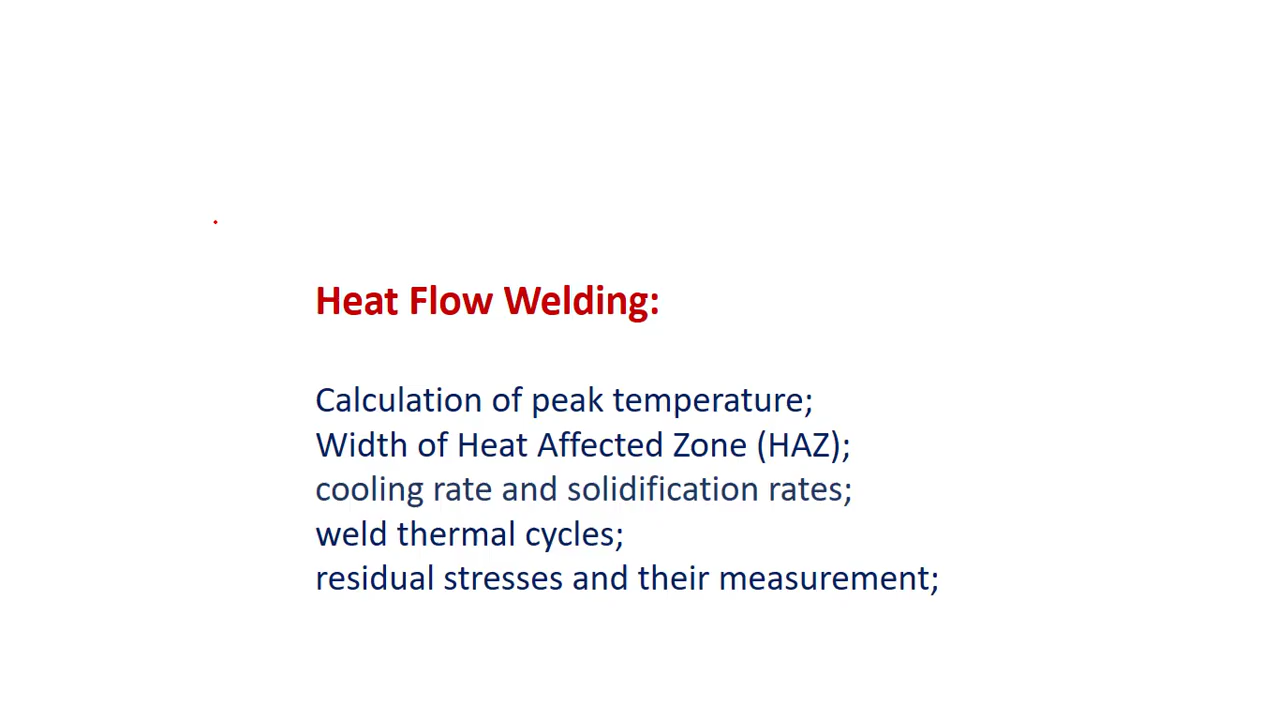 Heat Flow Welding:
Calculation of peak temperature;
Width of Heat Affected Zone (HAZ);
cooling rate and solidification rates;
weld thermal cycles;
residual stresses and their measurement;